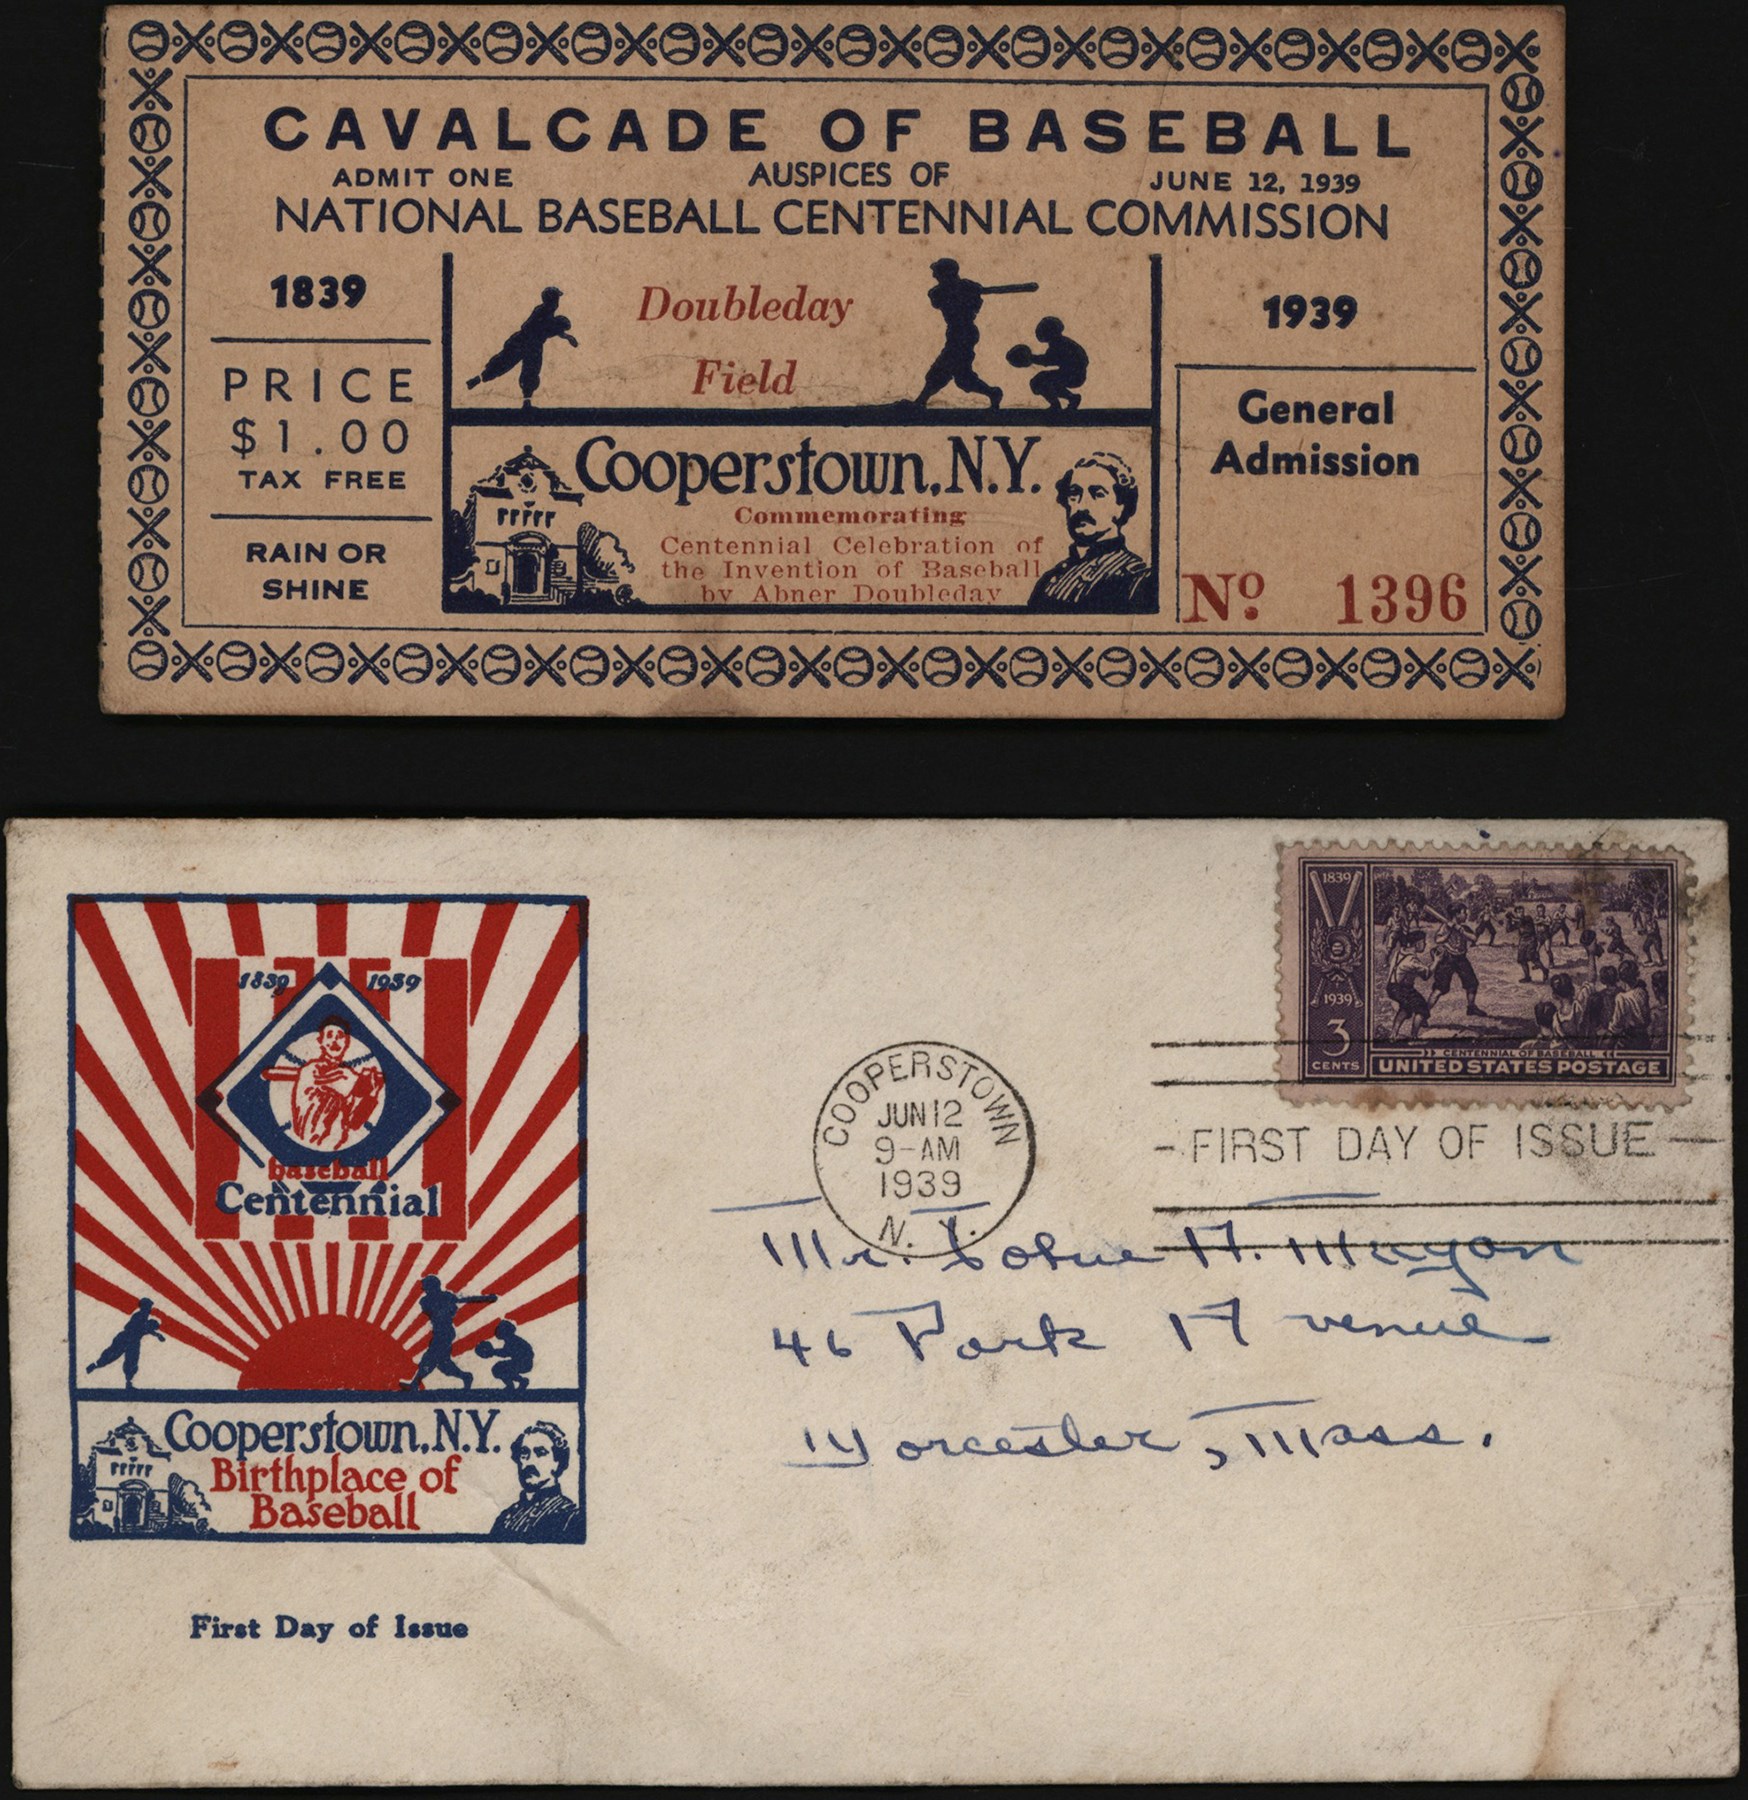 CAVALCADE OF BASEBALL
ADMIT ONE AUSPICES OF JUNE 12, 1939
NATIONAL BASEBALL CENTENNIAL COMMISSION
1839
PRICE
$1.00
TAX FREE
RAIN OR
SHINE
Doubleday
Field
Cooperstown, N.Y.
Commemorating
Centennial Celebration of
the Invention of Baseball
by Abner Doubleday
1939
General
Admission
No. 1396
1839 1939
Baseball
Centennial
Cooperstown, N.Y.
Birthplace of
Baseball
First Day of Issue
COOPERSTOWN
JUN 12
9-AM
1939
N. Y.
1839
1939
3
CENTS
CENTENNIAL OF BASEBALL
UNITED STATES POSTAGE
- FIRST DAY OF ISSUE -
Mr. A.
46 Park Avenue
Worcester, Mass.